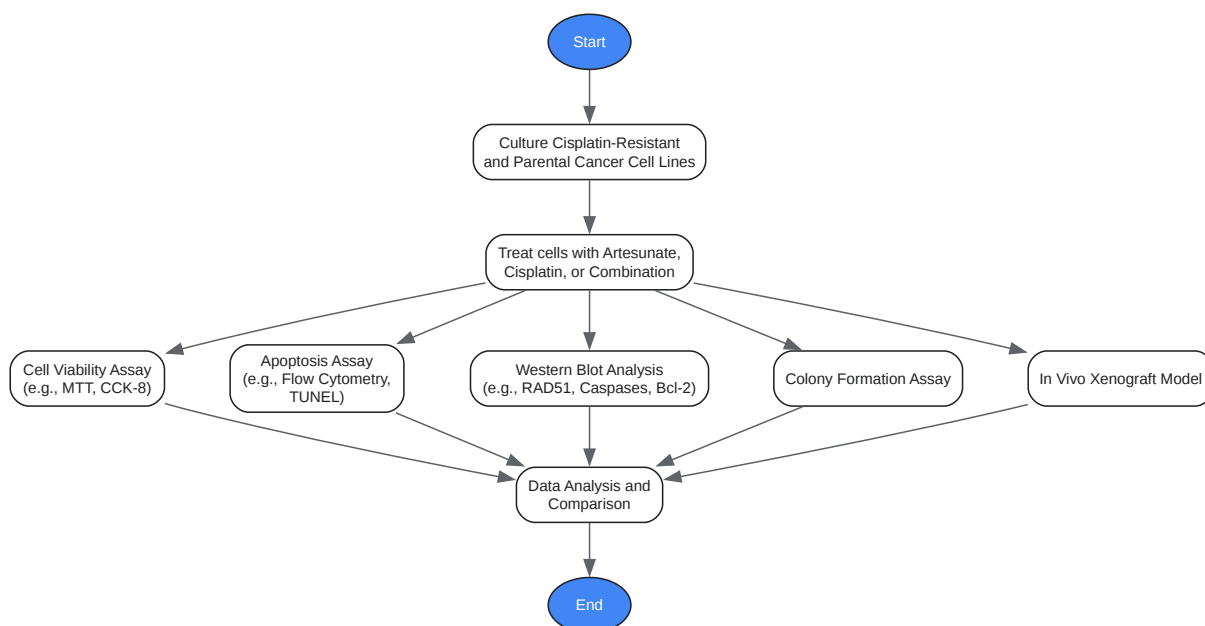 Start
Culture Cisplatin-Resistant
and Parental Cancer Cell Lines
Treat cells with Artesunate,
Cisplatin, or Combination
Cell Viability Assay
(e.g., MTT, CCK-8)
Apoptosis Assay
(e.g., Flow Cytometry,
TUNEL)
Western Blot Analysis
(e.g., RAD51, Caspases, Bcl-2)
Colony Formation Assay
In Vivo Xenograft Model
Data Analysis and
Comparison
End